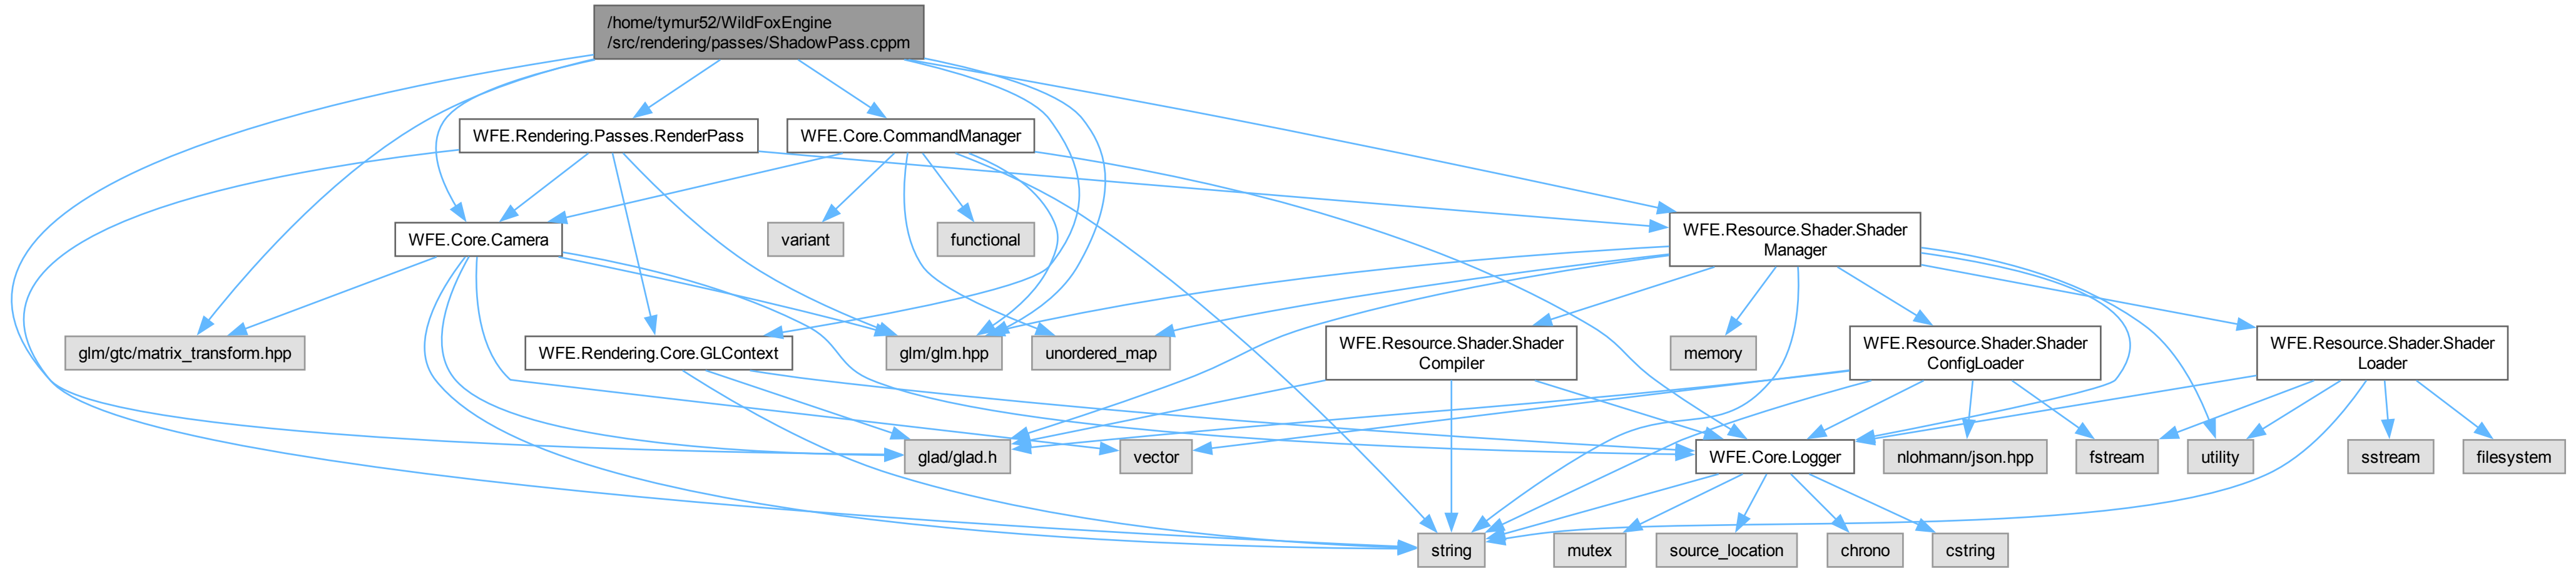 /home/tymur52/WildFoxEngine
/src/rendering/passes/ShadowPass.cppm
WFE.Rendering.Passes.RenderPass
WFE.Core.CommandManager
WFE.Core.Camera
variant
functional
WFE.Resource.Shader.Shader
Manager
glm/gtc/matrix_transform.hpp
WFE.Rendering.Core.GLContext
glm/glm.hpp
unordered_map
WFE.Resource.Shader.Shader
Compiler
memory
WFE.Resource.Shader.Shader
ConfigLoader
WFE.Resource.Shader.Shader
Loader
glad/glad.h
vector
WFE.Core.Logger
nlohmann/json.hpp
fstream
utility
sstream
filesystem
string
mutex
source_location
chrono
cstring